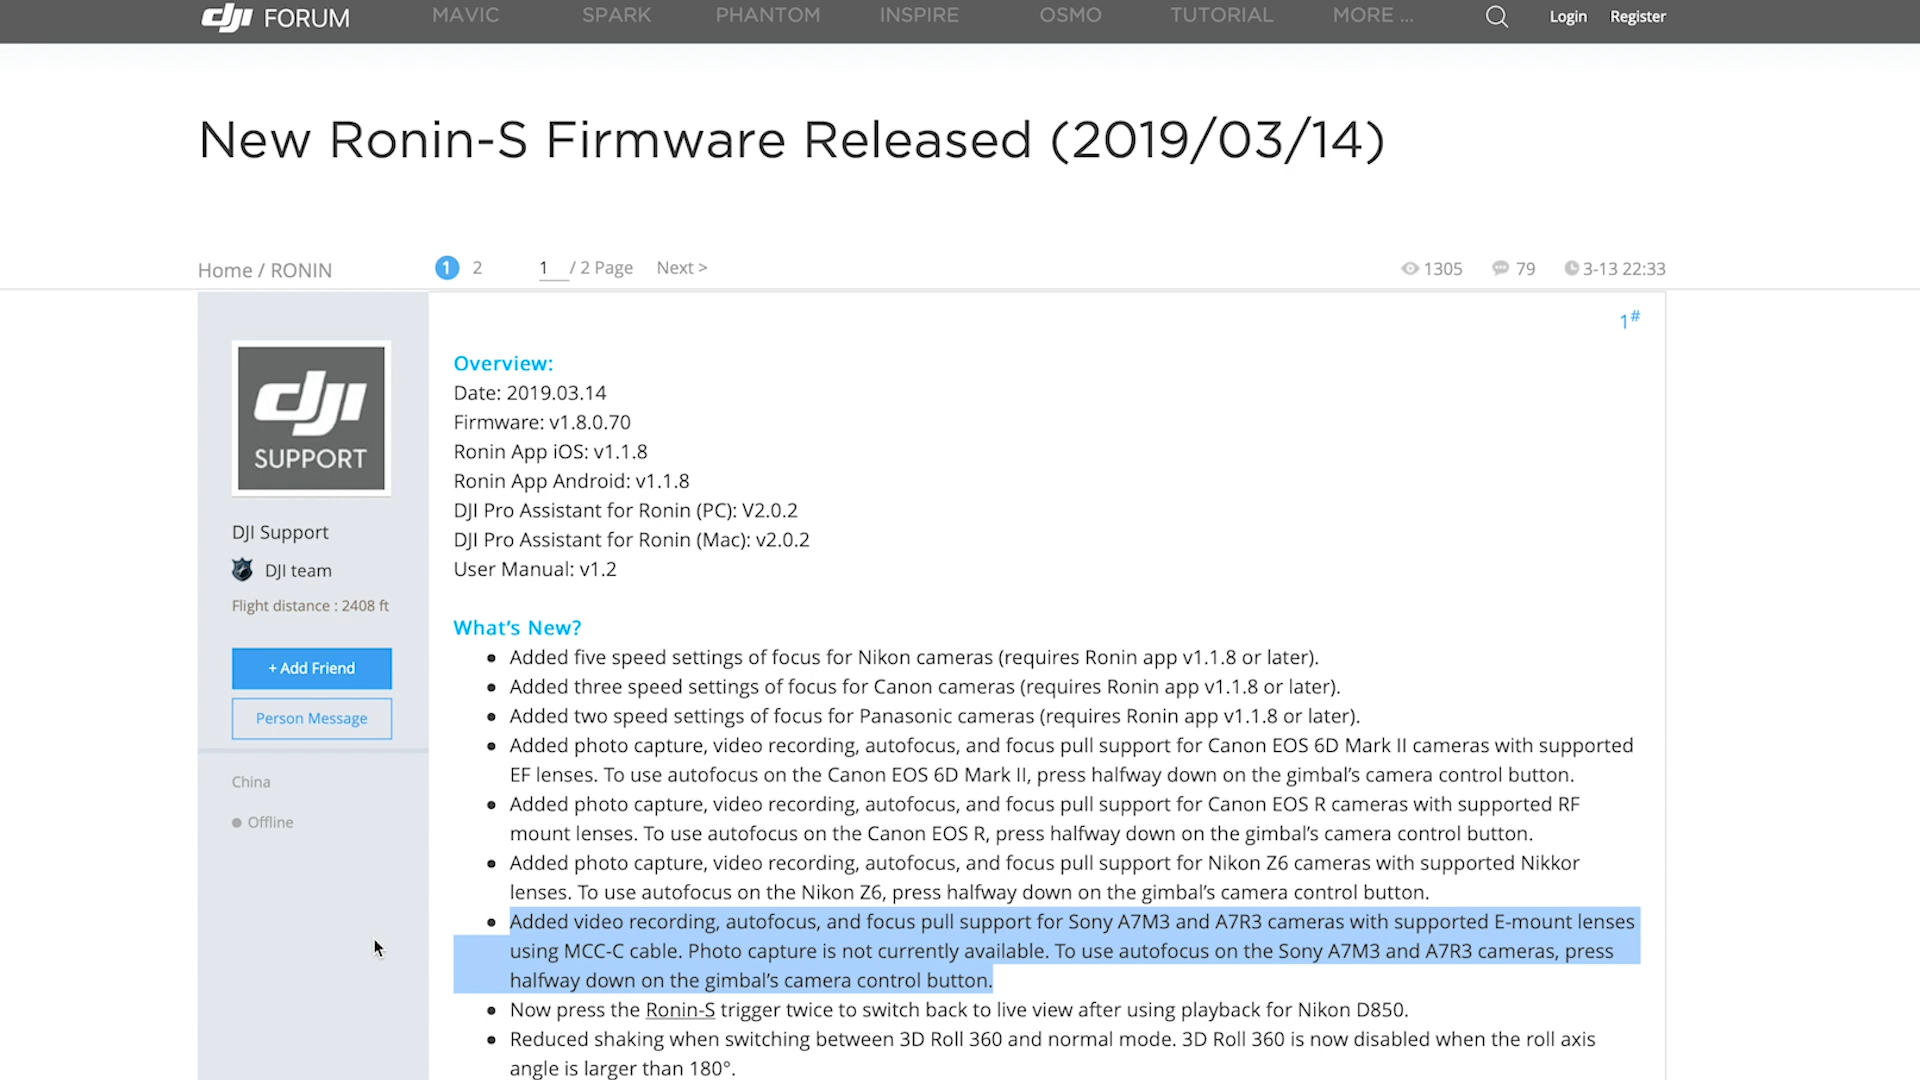 dji FORUM MAVIC SPARK PHANTOM INSPIRE OSMO TUTORIAL MORE ... Login Register
New Ronin-S Firmware Released (2019/03/14)
Home / RONIN 1 2 1 / 2 Page Next > 1305 79 3-13 22:33
1#
dji
SUPPORT
DJI Support
DJI team
Flight distance : 2408 ft
+ Add Friend
Person Message
China
Offline
Overview:
Date: 2019.03.14
Firmware: v1.8.0.70
Ronin App iOS: v1.1.8
Ronin App Android: v1.1.8
DJI Pro Assistant for Ronin (PC): V2.0.2
DJI Pro Assistant for Ronin (Mac): v2.0.2
User Manual: v1.2
What's New?
• Added five speed settings of focus for Nikon cameras (requires Ronin app v1.1.8 or later).
• Added three speed settings of focus for Canon cameras (requires Ronin app v1.1.8 or later).
• Added two speed settings of focus for Panasonic cameras (requires Ronin app v1.1.8 or later).
• Added photo capture, video recording, autofocus, and focus pull support for Canon EOS 6D Mark II cameras with supported
EF lenses. To use autofocus on the Canon EOS 6D Mark II, press halfway down on the gimbal's camera control button.
• Added photo capture, video recording, autofocus, and focus pull support for Canon EOS R cameras with supported RF
mount lenses. To use autofocus on the Canon EOS R, press halfway down on the gimbal's camera control button.
• Added photo capture, video recording, autofocus, and focus pull support for Nikon Z6 cameras with supported Nikkor
lenses. To use autofocus on the Nikon Z6, press halfway down on the gimbal's camera control button.
• Added video recording, autofocus, and focus pull support for Sony A7M3 and A7R3 cameras with supported E-mount lenses
using MCC-C cable. Photo capture is not currently available. To use autofocus on the Sony A7M3 and A7R3 cameras, press
halfway down on the gimbal's camera control button.
• Now press the Ronin-S trigger twice to switch back to live view after using playback for Nikon D850.
• Reduced shaking when switching between 3D Roll 360 and normal mode. 3D Roll 360 is now disabled when the roll axis
angle is larger than 180°.